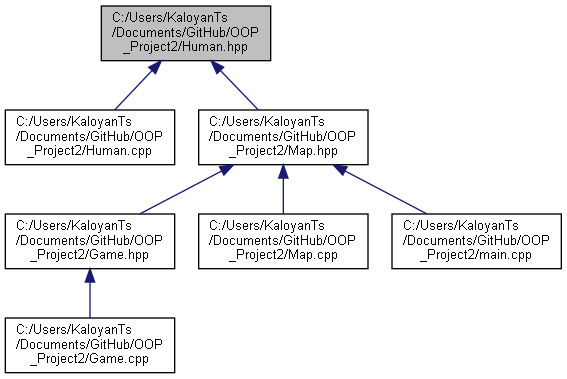 C:/Users/KaloyanTs
/Documents/GitHub/OOP
_Project2/Human.hpp
C:/Users/KaloyanTs
/Documents/GitHub/OOP
_Project2/Human.cpp
C:/Users/KaloyanTs
/Documents/GitHub/OOP
_Project2/Map.hpp
C:/Users/KaloyanTs
/Documents/GitHub/OOP
_Project2/Game.hpp
C:/Users/KaloyanTs
/Documents/GitHub/OOP
_Project2/Map.cpp
C:/Users/KaloyanTs
/Documents/GitHub/OOP
_Project2/main.cpp
C:/Users/KaloyanTs
/Documents/GitHub/OOP
_Project2/Game.cpp